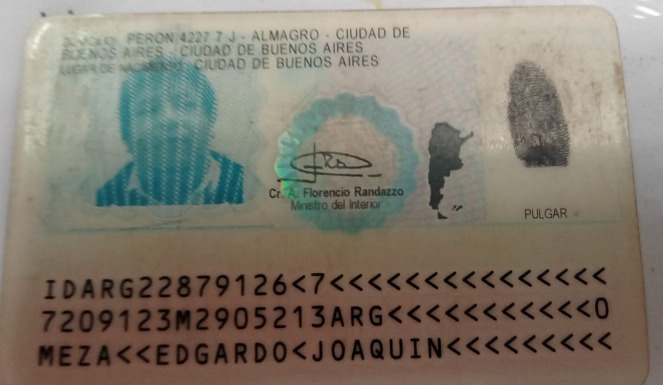 PERON 4227 7 J - ALMAGRO - CIUDAD DE
BUENOS AIRES - CIUDAD DE BUENOS AIRES
LUGAR DE NACIMIENTO: CIUDAD DE BUENOS AIRES
Cr. A. Florencio Randazzo
Ministro del Interior
PULGAR
IDARG22879126<7<<<<<<<<<<<<<<<
7209123M2905213ARG<<<<<<<<<<<0
MEZA<<EDGARDO<JOAQUIN<<<<<<<<<